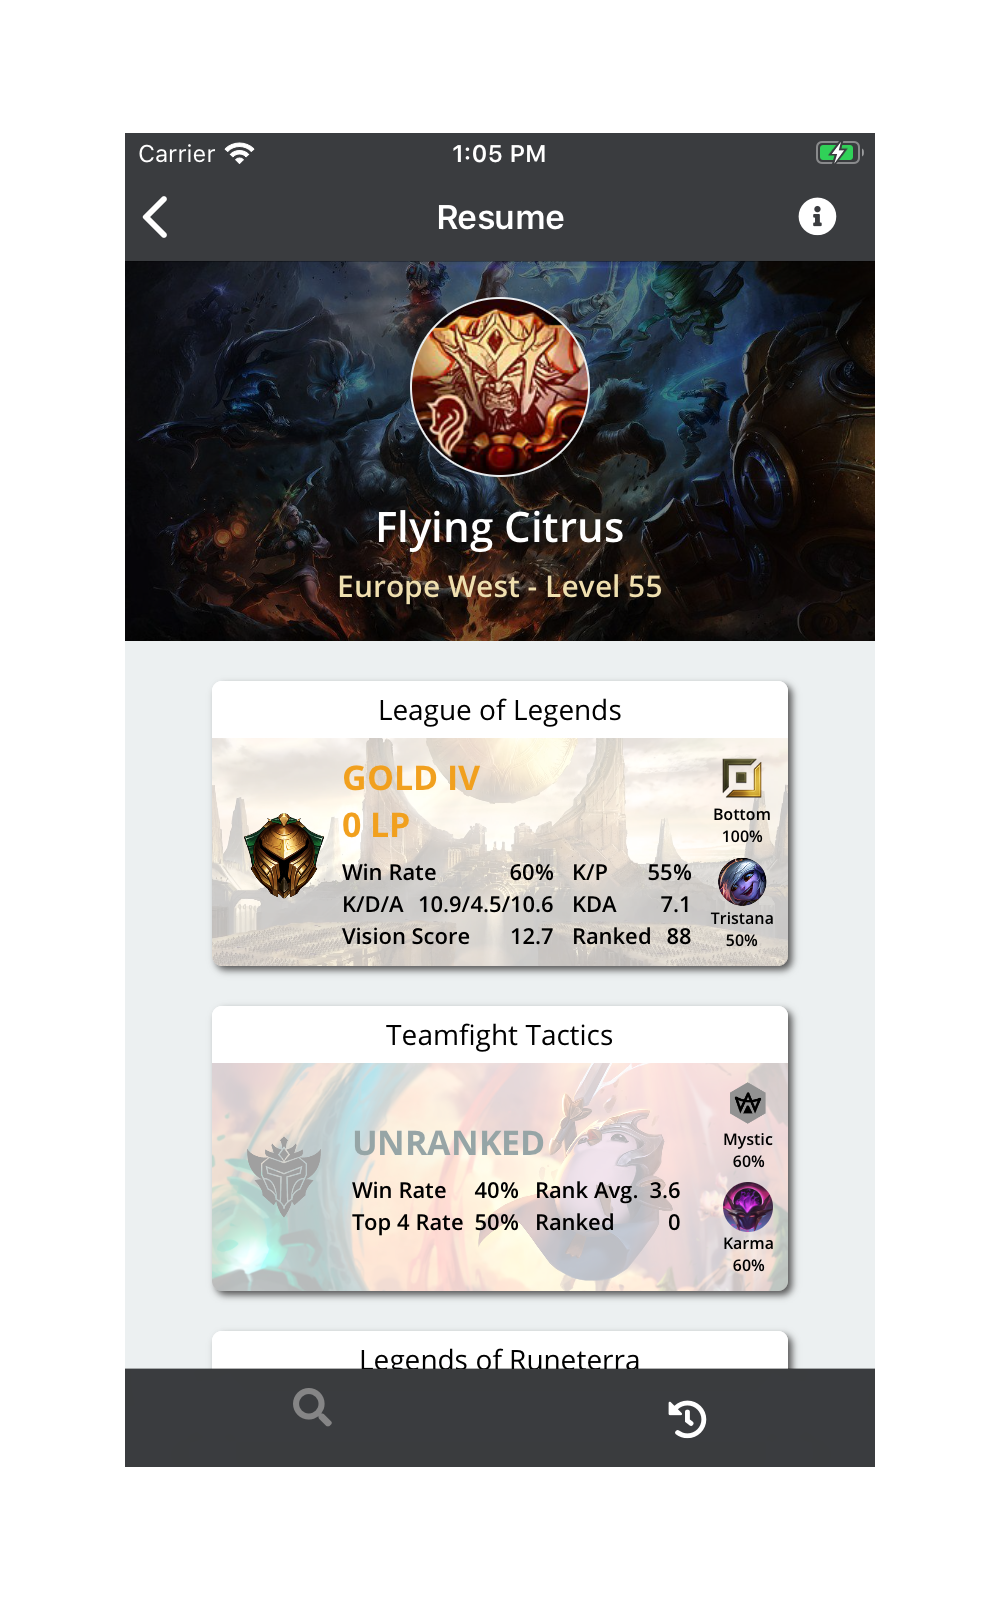 Carrier 1:05 PM
Resume
Flying Citrus
Europe West - Level 55
League of Legends
GOLD IV
0 LP
Win Rate 60% K/P 55%
K/D/A 10.9/4.5/10.6 KDA 7.1
Vision Score 12.7 Ranked 88
Bottom
100%
Tristana
50%
Teamfight Tactics
UNRANKED
Win Rate 40% Rank Avg. 3.6
Top 4 Rate 50% Ranked 0
Mystic
60%
Karma
60%
Legends of Runeterra